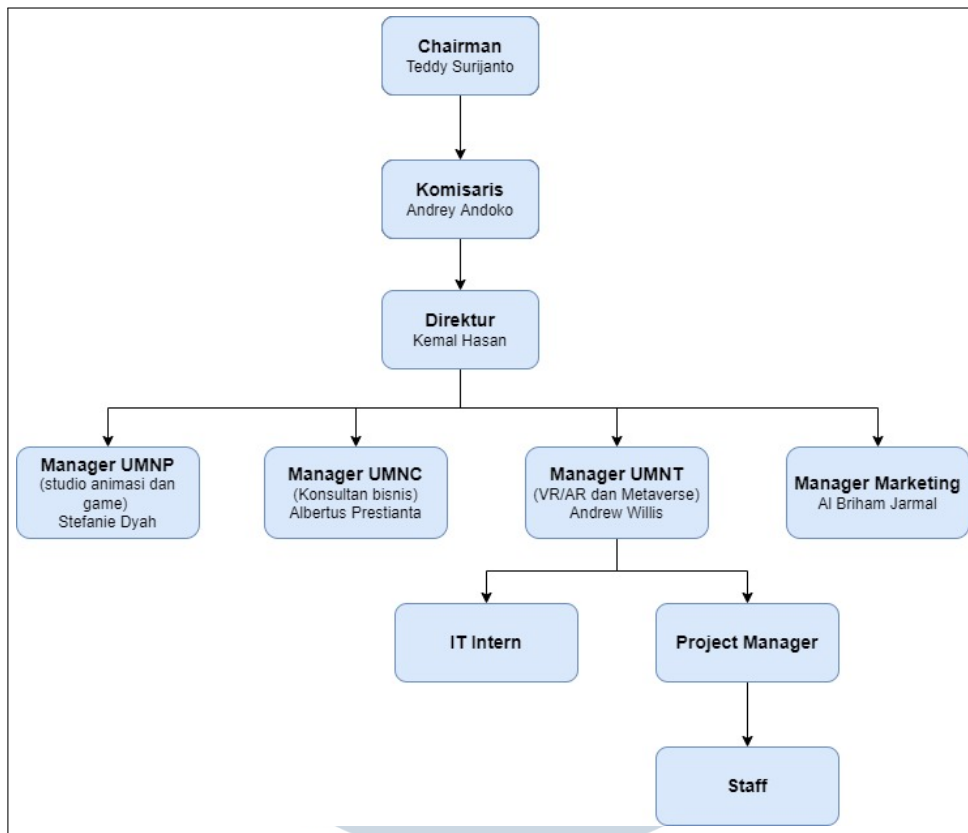 Chairman
Teddy Surijanto
Komisaris
Andrey Andoko
Direktur
Kemal Hasan
Manager UMNP
(studio animasi dan
game)
Stefanie Dyah
Manager UMNC
(Konsultan bisnis)
Albertus Prestianta
Manager UMNT
(VR/AR dan Metaverse)
Andrew Willis
Manager Marketing
Al Briham Jarmal
IT Intern
Project Manager
Staff